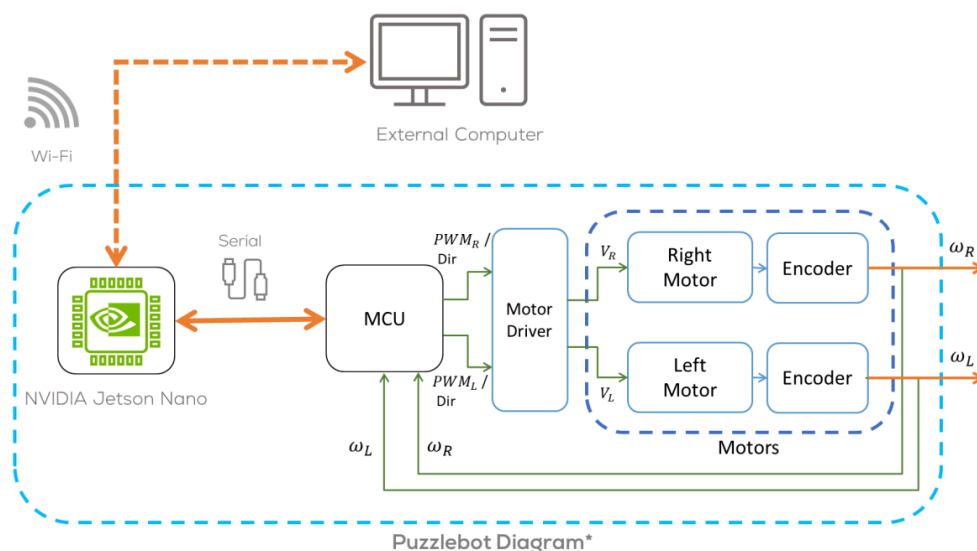 External Computer
Wi-Fi
Serial
NVIDIA Jetson Nano
MCU
PWM_R /
Dir
PWM_L /
Dir
Motor
Driver
V_R
Right
Motor
Encoder
ω_R
V_L
Left
Motor
Encoder
ω_L
Motors
ω_L
ω_R
Puzzlebot Diagram*